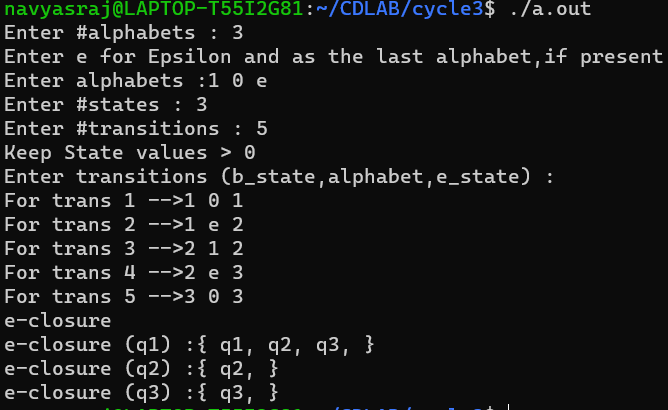 navyasraj@LAPTOP-T55I2G81:~/CDLAB/cycle3$ ./a.out
Enter #alphabets : 3
Enter e for Epsilon and as the last alphabet,if present
Enter alphabets :1 0 e
Enter #states : 3
Enter #transitions : 5
Keep State values > 0
Enter transitions (b_state,alphabet,e_state) :
For trans 1 -->1 0 1
For trans 2 -->1 e 2
For trans 3 -->2 1 2
For trans 4 -->2 e 3
For trans 5 -->3 0 3
e-closure
e-closure (q1) :{ q1, q2, q3, }
e-closure (q2) :{ q2, }
e-closure (q3) :{ q3, }